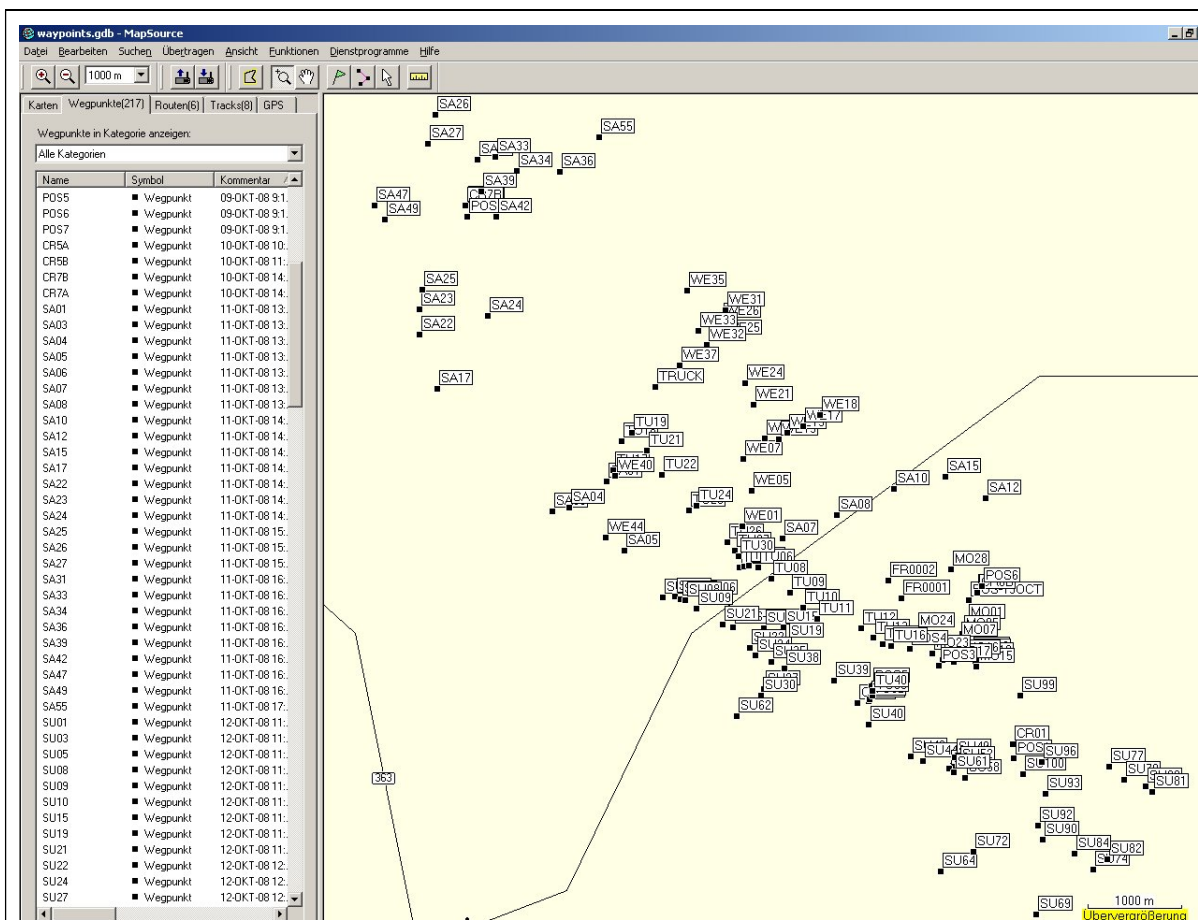 waypoints.gdb - MapSource
Datei Bearbeiten Suchen Übertragen Ansicht Funktionen Dienstprogramme Hilfe
1000 m
Karten Wegpunkte(217) Routen(6) Tracks(8) GPS
Wegpunkte in Kategorie anzeigen:
Alle Kategorien
Name Symbol Kommentar
POS5 Wegpunkt 09-OKT-08 9:1.
POS6 Wegpunkt 09-OKT-08 9:1.
POS7 Wegpunkt 09-OKT-08 9:1.
CR5A Wegpunkt 10-OKT-08 10:
CR5B Wegpunkt 10-OKT-08 11:
CR7B Wegpunkt 10-OKT-08 14:
CR7A Wegpunkt 10-OKT-08 14:
SA01 Wegpunkt 11-OKT-08 13:
SA03 Wegpunkt 11-OKT-08 13:
SA04 Wegpunkt 11-OKT-08 13:
SA05 Wegpunkt 11-OKT-08 13:
SA06 Wegpunkt 11-OKT-08 13:
SA07 Wegpunkt 11-OKT-08 13:
SA08 Wegpunkt 11-OKT-08 13:
SA10 Wegpunkt 11-OKT-08 14:
SA12 Wegpunkt 11-OKT-08 14:
SA15 Wegpunkt 11-OKT-08 14:
SA17 Wegpunkt 11-OKT-08 14:
SA22 Wegpunkt 11-OKT-08 14:
SA23 Wegpunkt 11-OKT-08 14:
SA24 Wegpunkt 11-OKT-08 14:
SA25 Wegpunkt 11-OKT-08 15:
SA26 Wegpunkt 11-OKT-08 15:
SA27 Wegpunkt 11-OKT-08 15:
SA31 Wegpunkt 11-OKT-08 16:
SA33 Wegpunkt 11-OKT-08 16:
SA34 Wegpunkt 11-OKT-08 16:
SA36 Wegpunkt 11-OKT-08 16:
SA39 Wegpunkt 11-OKT-08 16:
SA42 Wegpunkt 11-OKT-08 16:
SA47 Wegpunkt 11-OKT-08 16:
SA49 Wegpunkt 11-OKT-08 16:
SA55 Wegpunkt 11-OKT-08 17:
SU01 Wegpunkt 12-OKT-08 11:
SU03 Wegpunkt 12-OKT-08 11:
SU05 Wegpunkt 12-OKT-08 11:
SU08 Wegpunkt 12-OKT-08 11:
SU09 Wegpunkt 12-OKT-08 11:
SU10 Wegpunkt 12-OKT-08 11:
SU15 Wegpunkt 12-OKT-08 11:
SU19 Wegpunkt 12-OKT-08 11:
SU21 Wegpunkt 12-OKT-08 11:
SU22 Wegpunkt 12-OKT-08 12:
SU24 Wegpunkt 12-OKT-08 12:
SU27 Wegpunkt 12-OKT-08 12:
SA26
SA55
SA27
SA33
SA34
SA36
SA39
SA47
SA49
SA42
SA25
SA23
SA24
SA22
SA17
WE35
WE31
WE33
WE32
WE37
TRUCK
WE24
WE21
WE18
TU19
TU21
WE07
WE40
TU22
WE05
TU24
SA04
SA15
SA10
SA12
SA08
WE01
SA07
WE44
SA05
TU30
TU08
TU09
TU10
TU11
MO28
FR0002
POS6
FR0001
SU09
SU21
SU19
TU12
TU16
MO24
MO01
MO07
POS3
MO15
SU38
SU39
TU40
SU30
SU62
SU40
SU99
CR01
SU96
SU100
SU93
SU61
SU77
SU81
SU92
SU90
SU84
SU82
SU74
SU72
SU64
SU69
363
1000 m
Übervergrößerung